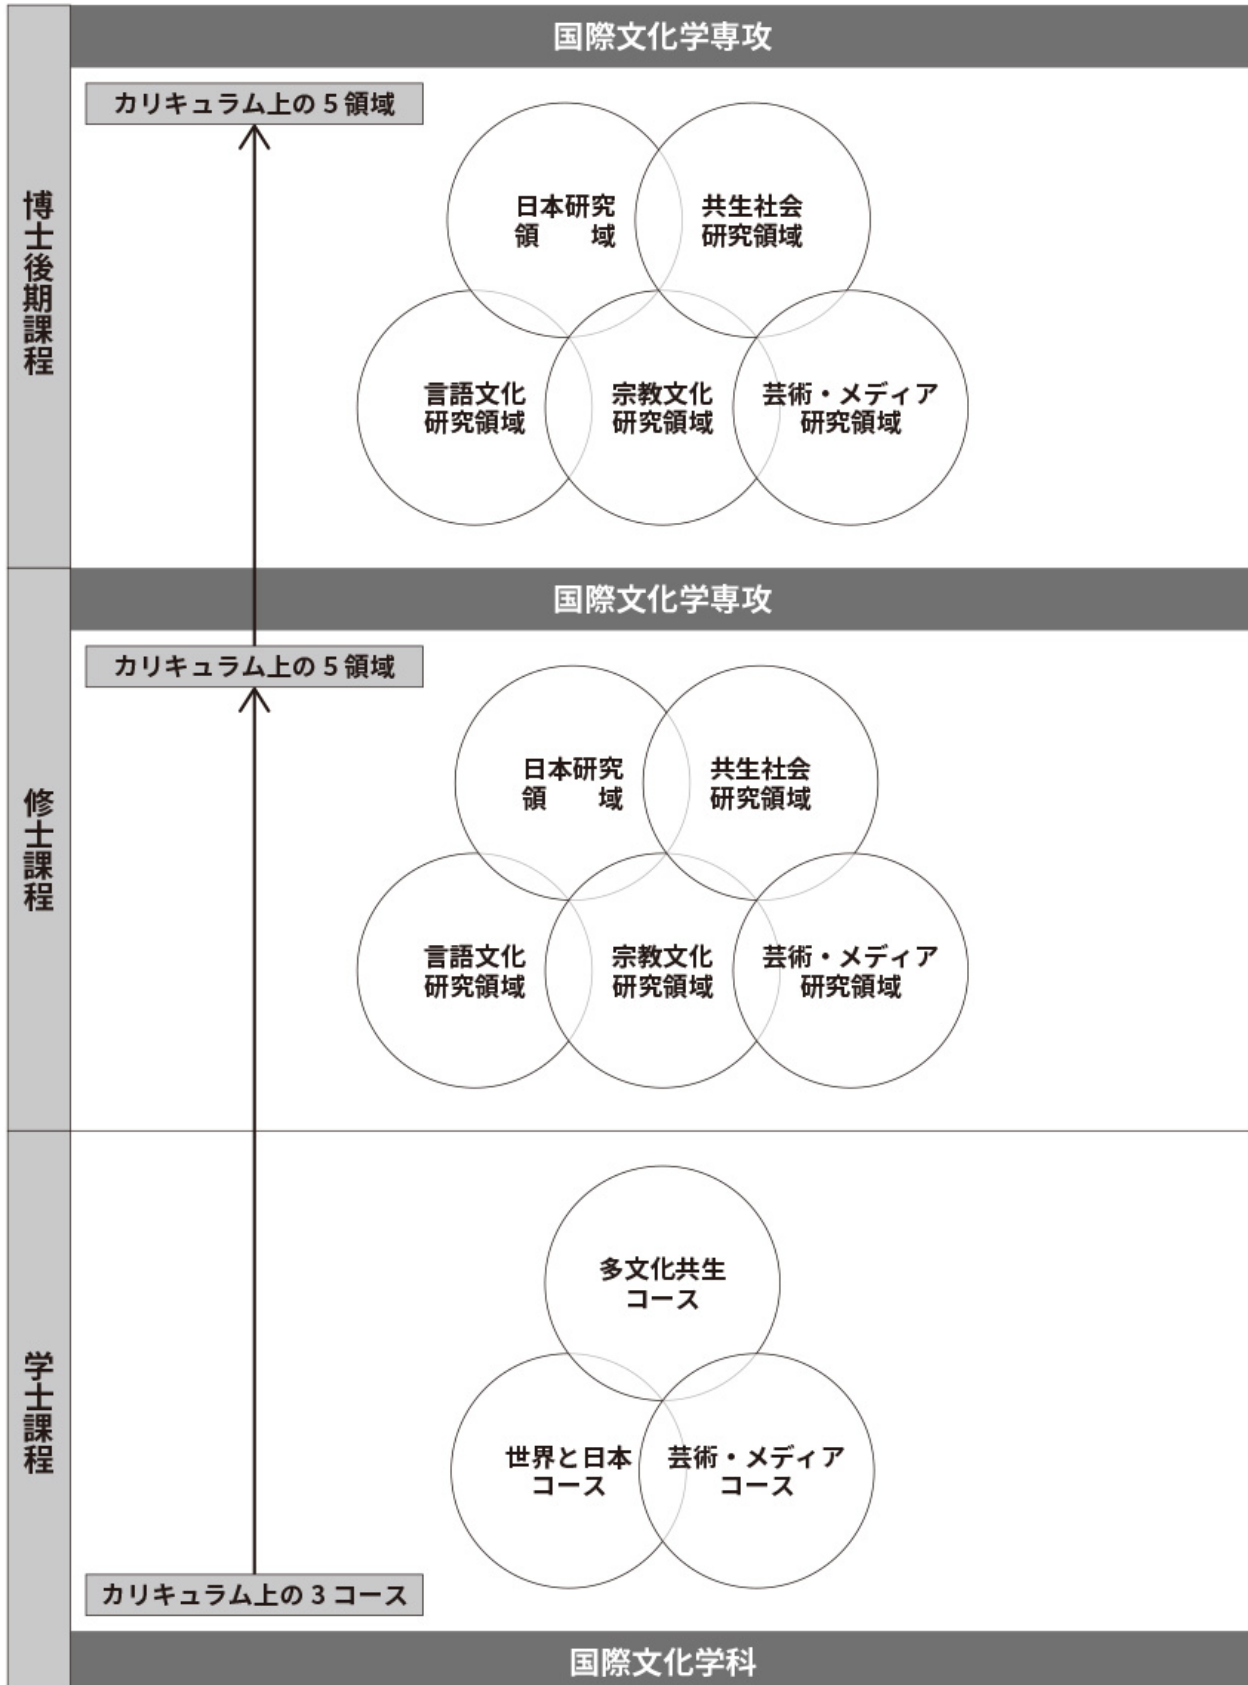 国際文化学専攻
カリキュラム上の5領域
博士後期課程
日本研究
領　域
共生社会
研究領域
言語文化
研究領域
宗教文化
研究領域
芸術・メディア
研究領域
国際文化学専攻
カリキュラム上の5領域
修士課程
日本研究
領　域
共生社会
研究領域
言語文化
研究領域
宗教文化
研究領域
芸術・メディア
研究領域
学士課程
多文化共生
コース
世界と日本
コース
芸術・メディア
コース
カリキュラム上の3コース
国際文化学科